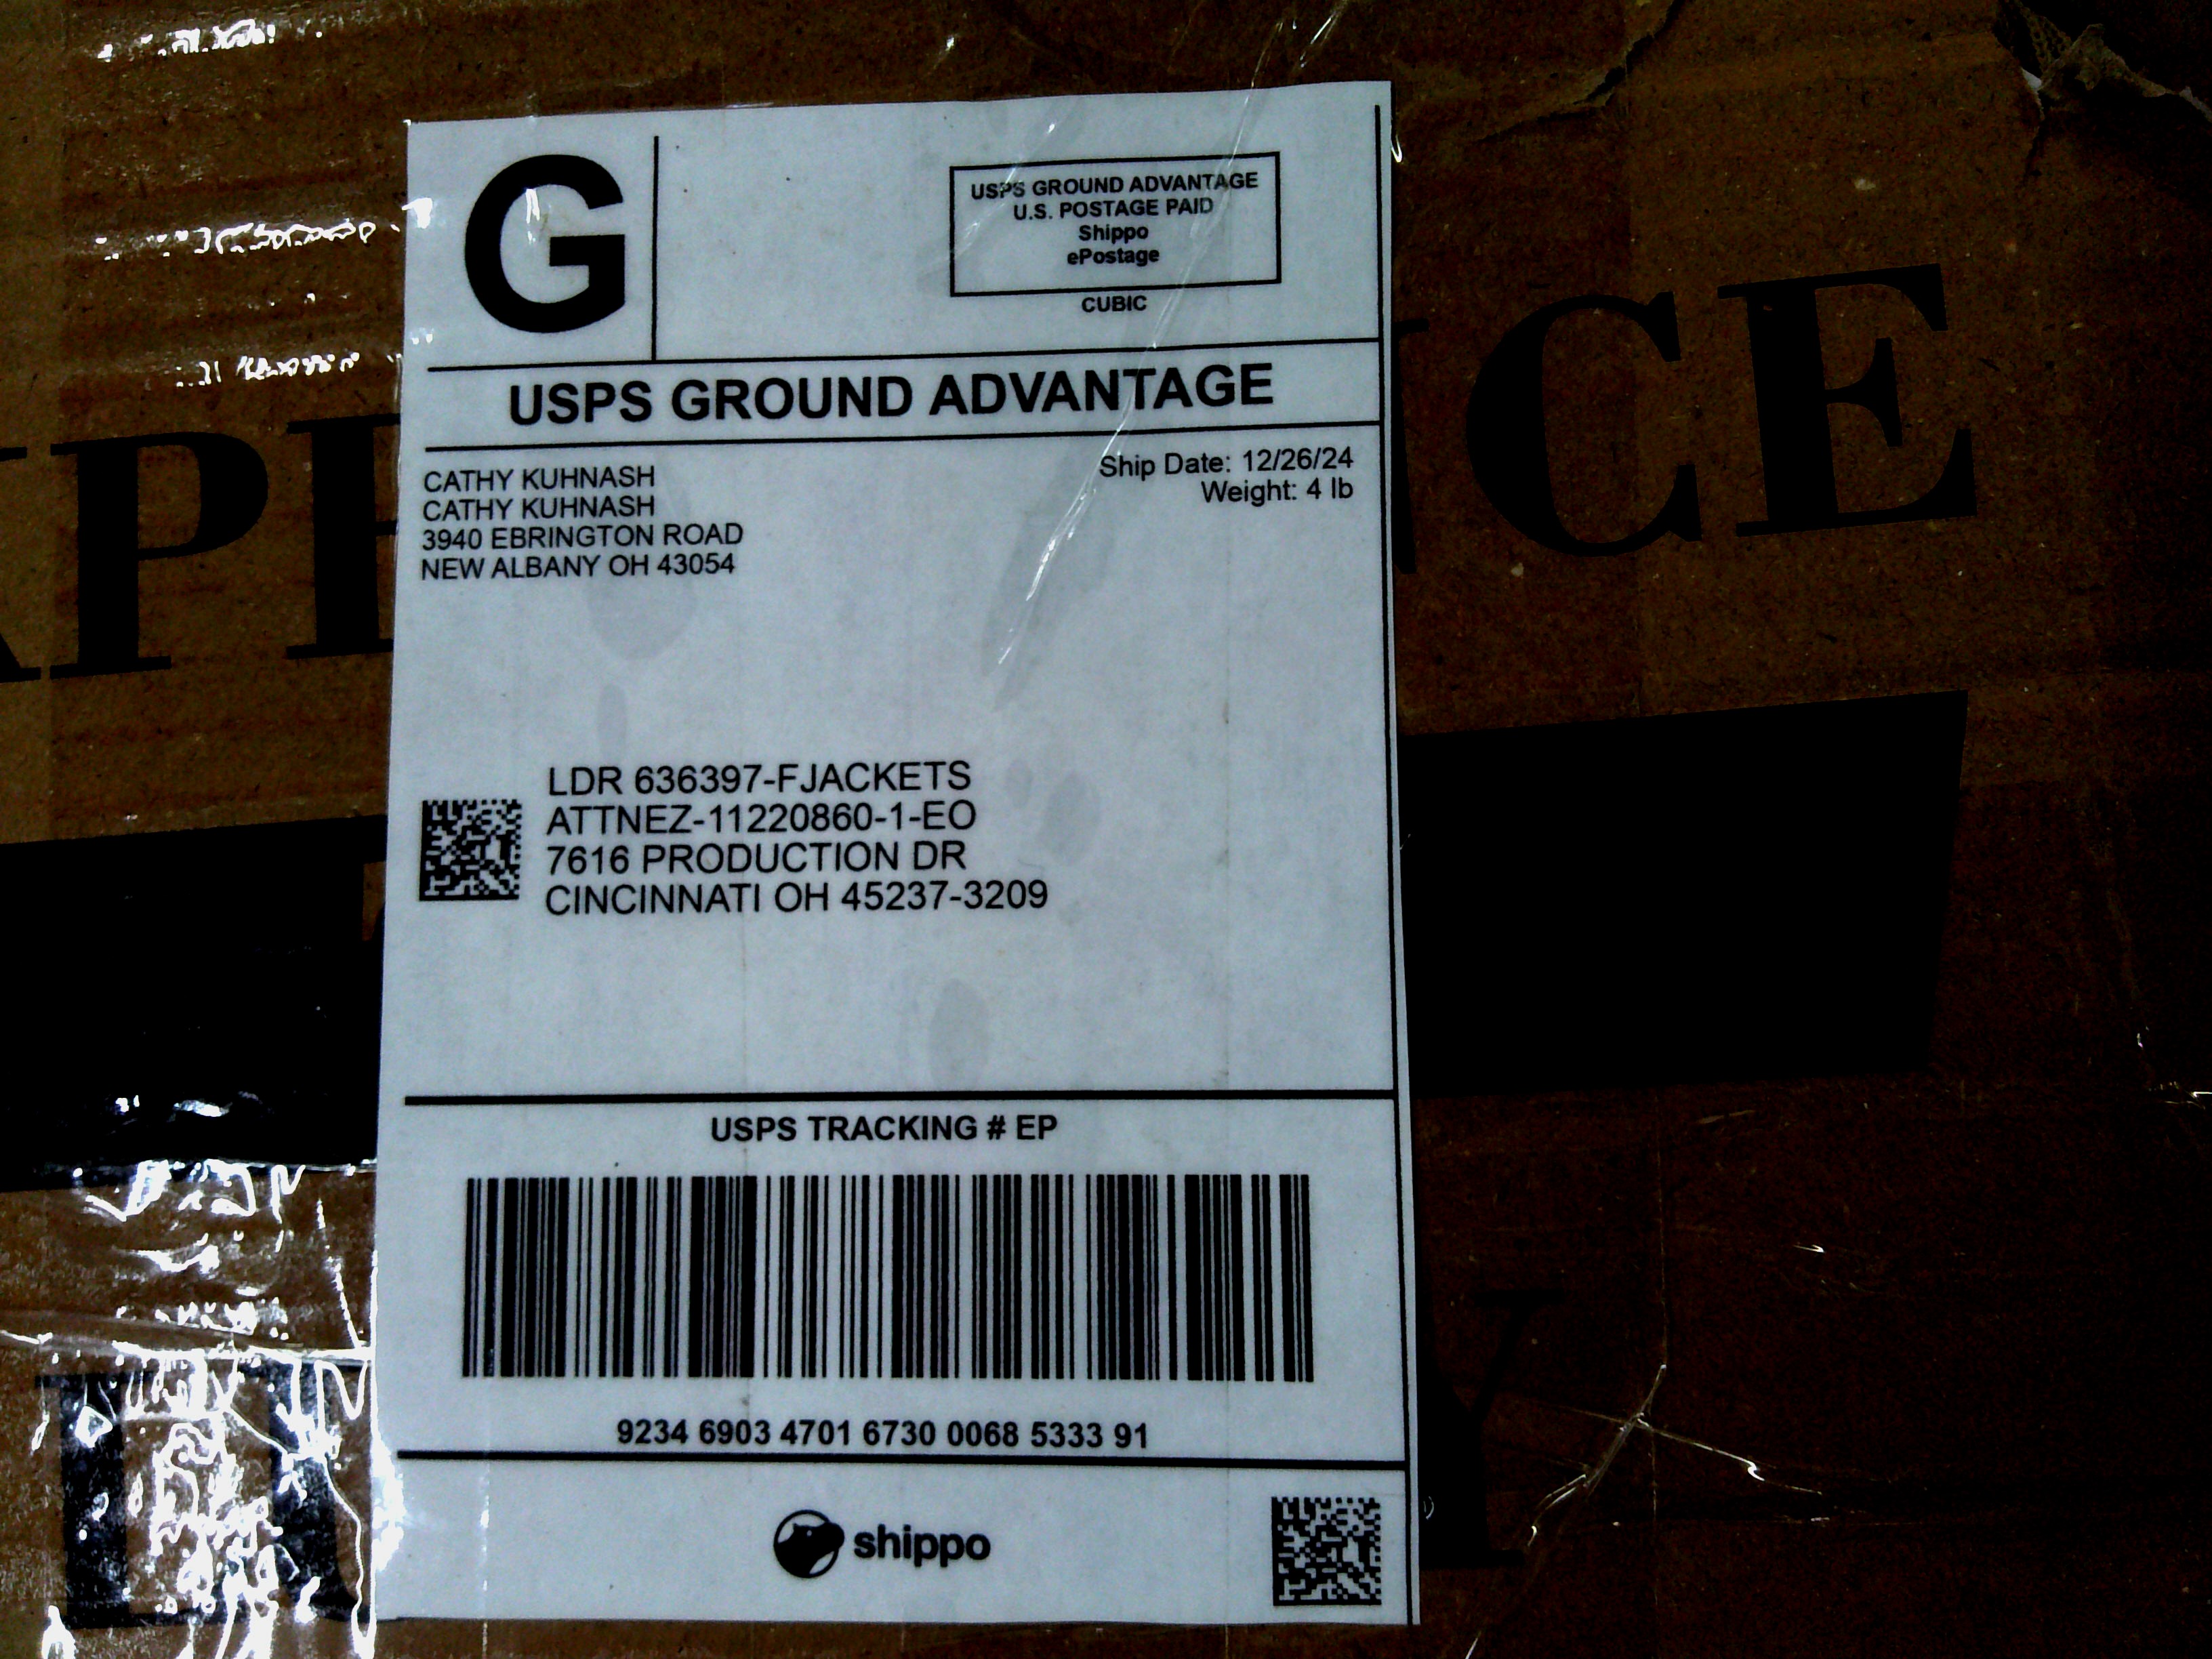 G
USPS GROUND ADVANTAGE
U.S. POSTAGE PAID
Shippo
ePostage
CUBIC
USPS GROUND ADVANTAGE
CATHY KUHNASH
CATHY KUHNASH
3940 EBRINGTON ROAD
NEW ALBANY OH 43054
Ship Date: 12/26/24
Weight: 4 lb
LDR 636397-FJACKETS
ATTNEZ-11220860-1-EO
7616 PRODUCTION DR
CINCINNATI OH 45237-3209
USPS TRACKING # EP
9234 6903 4701 6730 0068 5333 91
shippo